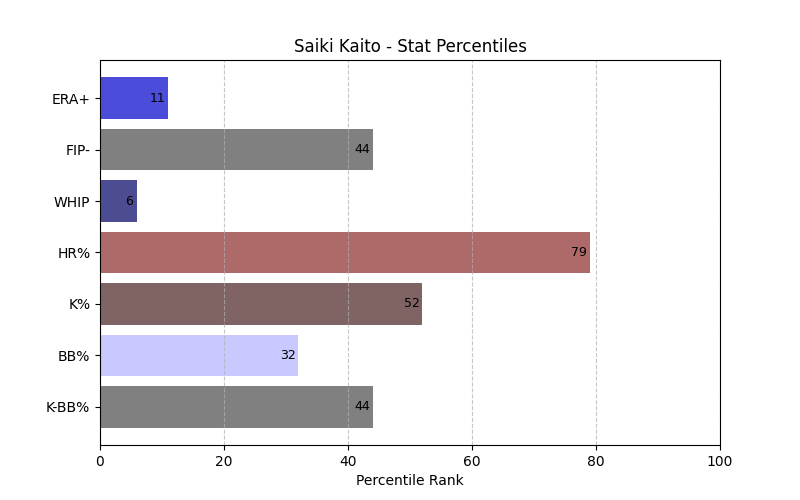 Saiki Kaito - Stat Percentiles
ERA+ 11
FIP- 44
WHIP 6
HR% 79
K% 52
BB% 32
K-BB% 44
0 20 40 60 80 100
Percentile Rank